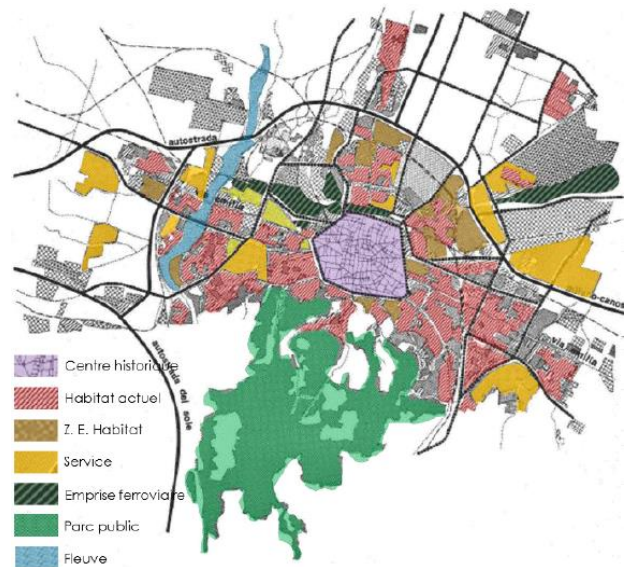 autostrada
via emilia
autostrada del sole
Centre historique
Habitat actuel
Z. E. Habitat
Service
Emprise ferroviaire
Parc public
Fleuve